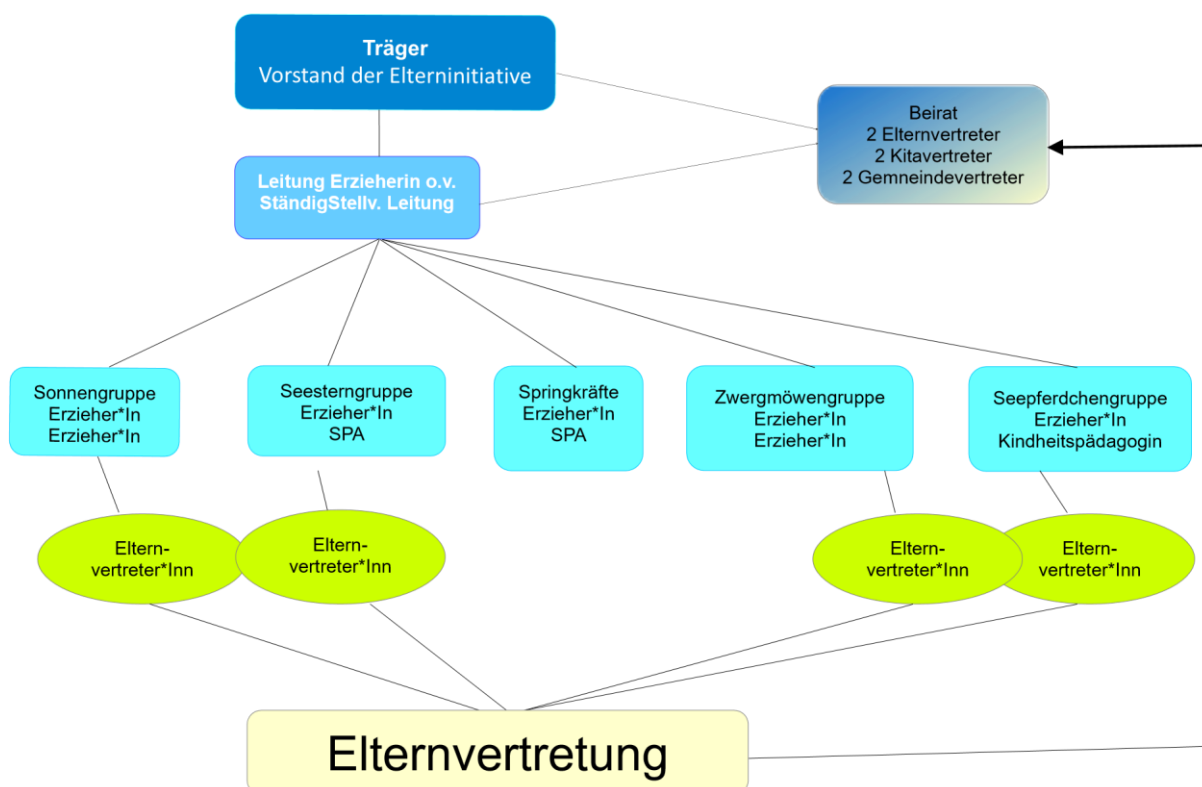 Träger
Vorstand der Elterninitiative
Beirat
2 Elternvertreter
2 Kitavertreter
2 Gemneindevertreter
Leitung Erzieherin o.v.
StändigStellv. Leitung
Sonnengruppe
Erzieher*In
Erzieher*In
Seesterngruppe
Erzieher*In
SPA
Springkräfte
Erzieher*In
SPA
Zwergmöwengruppe
Erzieher*In
Erzieher*In
Seepferdchengruppe
Erzieher*In
Kindheitspädagogin
Eltern-
vertreter*Inn
Eltern-
vertreter*Inn
Eltern-
vertreter*Inn
Eltern-
vertreter*Inn
Elternvertretung